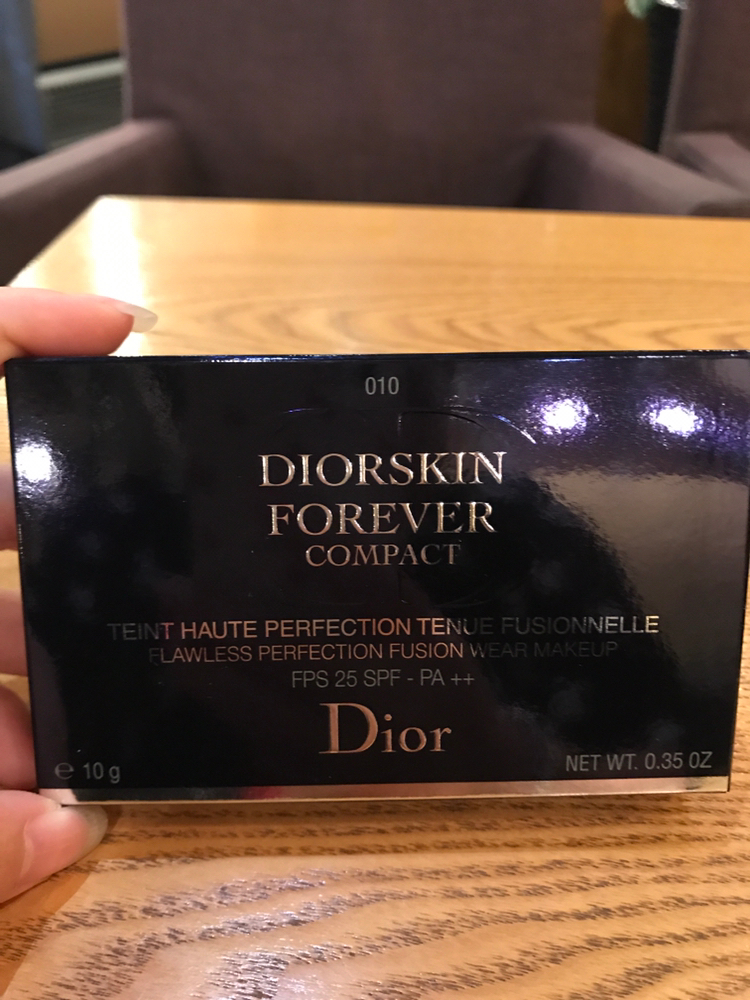 010
DIORSKIN
FOREVER
COMPACT
TEINT HAUTE PERFECTION TENUE FUSIONNELLE
FLAWLESS PERFECTION FUSION WEAR MAKEUP
FPS 25 SPF - PA ++
Dior
℮ 10 g
NET WT. 0.35 OZ